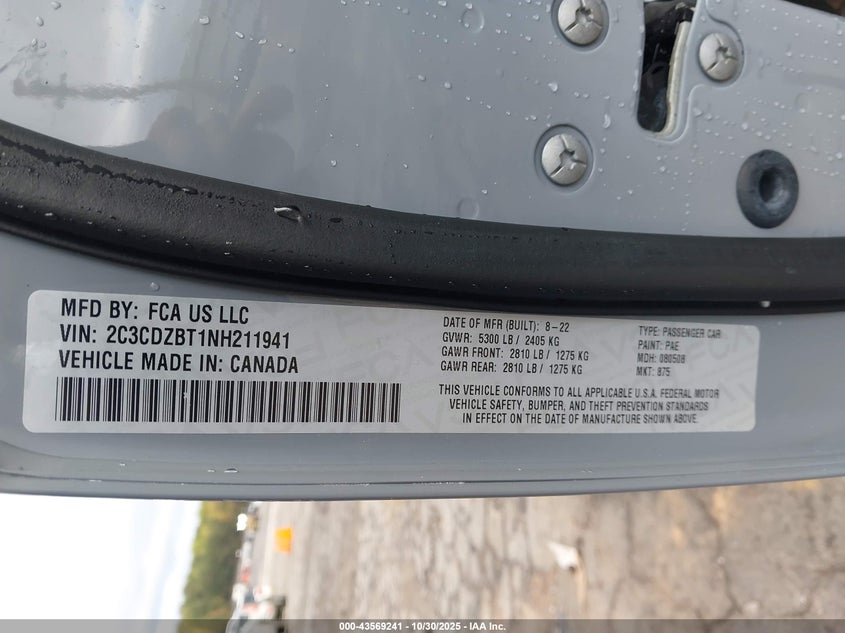 MFD BY: FCA US LLC
VIN: 2C3CDZBT1NH211941
VEHICLE MADE IN: CANADA
DATE OF MFR (BUILT): 8-22
GVWR: 5300 LB / 2405 KG
GAWR FRONT: 2810 LB / 1275 KG
GAWR REAR: 2810 LB / 1275 KG
TYPE: PASSENGER CAR
PAINT: PAE
MDH: 080508
MKT: 875
THIS VEHICLE CONFORMS TO ALL APPLICABLE U.S.A. FEDERAL MOTOR
VEHICLE SAFETY, BUMPER, AND THEFT PREVENTION STANDARDS
IN EFFECT ON THE DATE OF MANUFACTURE SHOWN ABOVE.
000-43569241 | 10/30/2025 - IAA Inc.